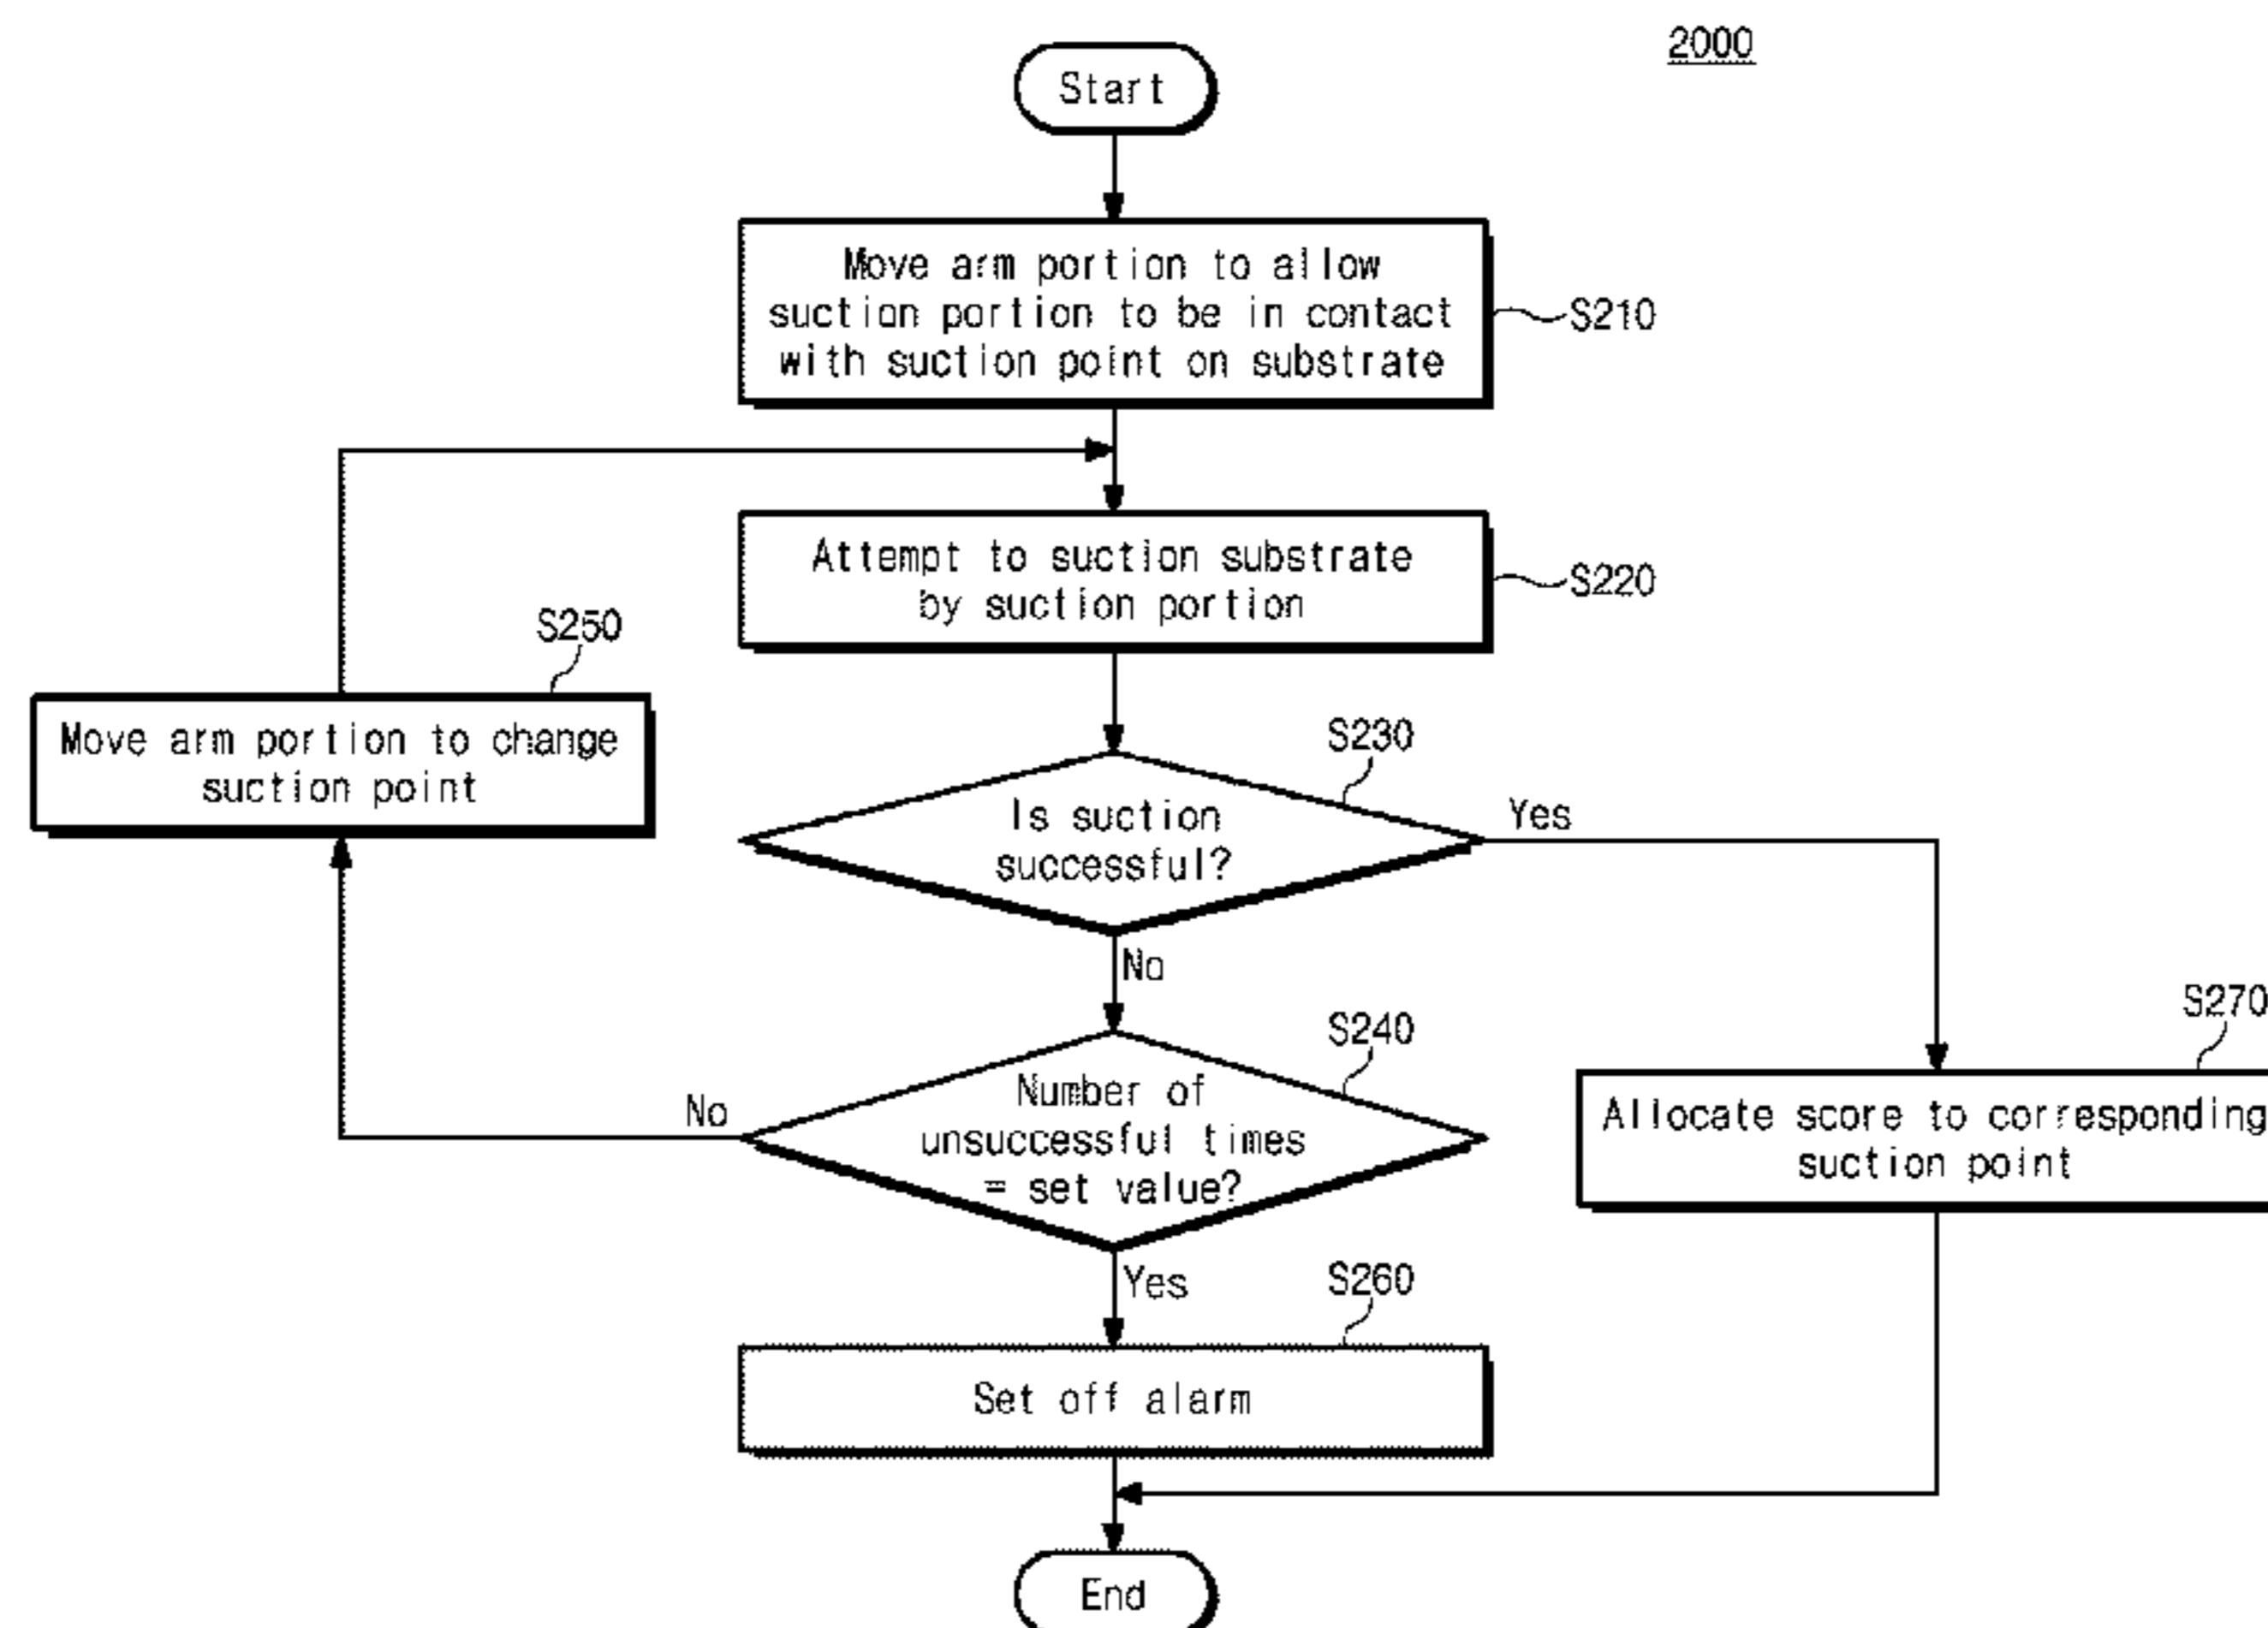 2000
Start
Move arm portion to allow
suction portion to be in contact
with suction point on substrate
S210
Attempt to suction substrate
by suction portion
S220
S250
Move arm portion to change
suction point
S230
Is suction
successful?
Yes
No
S240
Number of
unsuccessful times
= set value?
No
S270
Allocate score to corresponding
suction point
Yes
S260
Set off alarm
End